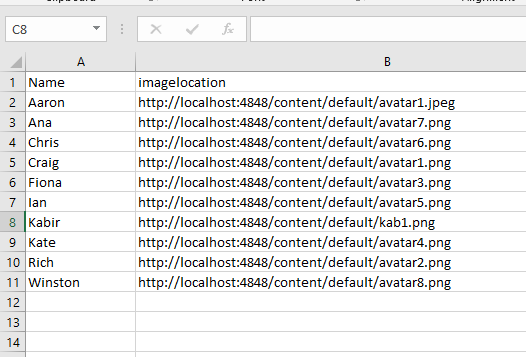 C8
A B
1 Name imagelocation
2 Aaron http://localhost:4848/content/default/avatar1.jpeg
3 Ana http://localhost:4848/content/default/avatar7.png
4 Chris http://localhost:4848/content/default/avatar6.png
5 Craig http://localhost:4848/content/default/avatar1.png
6 Fiona http://localhost:4848/content/default/avatar3.png
7 Ian http://localhost:4848/content/default/avatar5.png
8 Kabir http://localhost:4848/content/default/kab1.png
9 Kate http://localhost:4848/content/default/avatar4.png
10 Rich http://localhost:4848/content/default/avatar2.png
11 Winston http://localhost:4848/content/default/avatar8.png
12
13
14